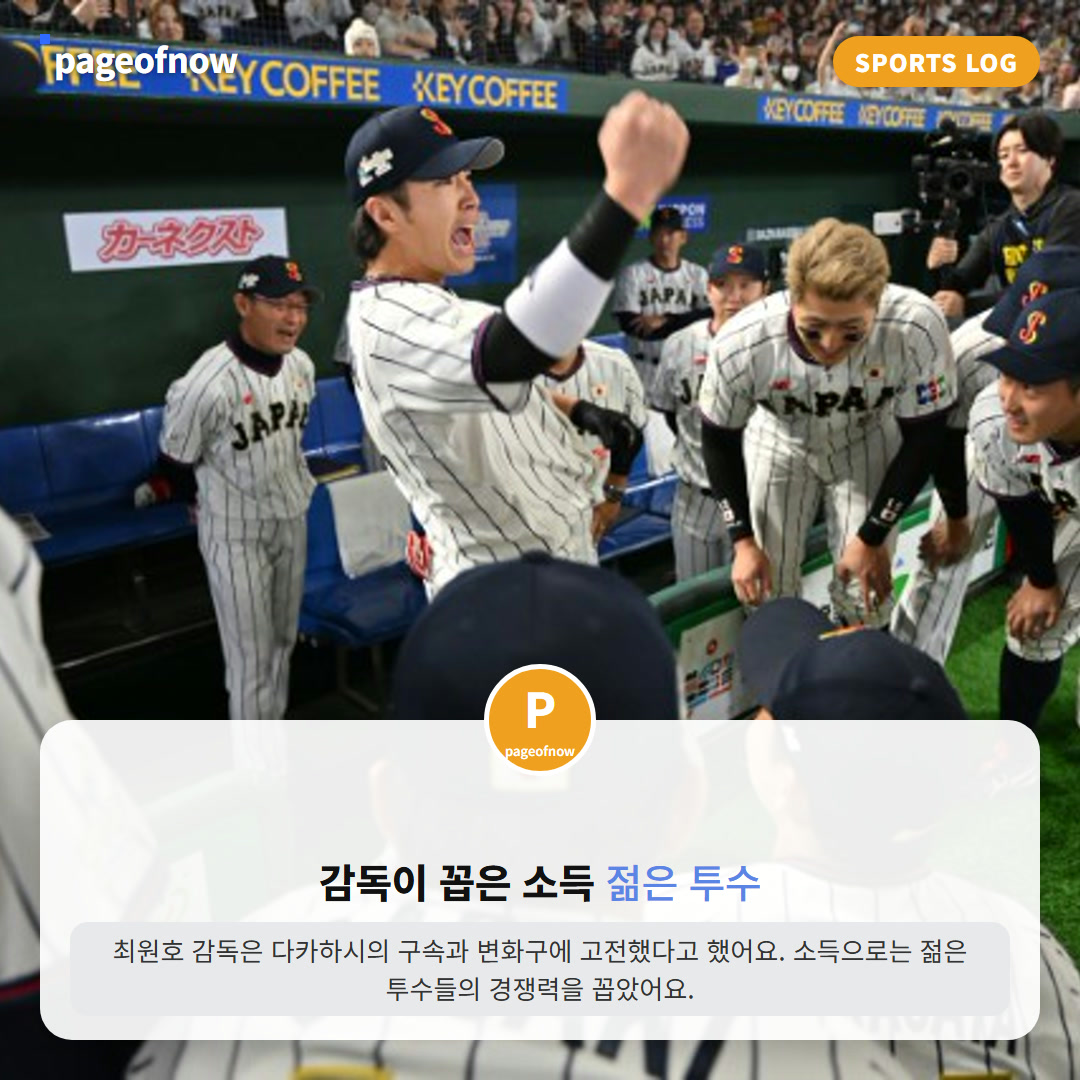 pageofnow
SPORTS LOG
KEY COFFEE
KEY COFFEE
KEY COFFEE
KEY COFFEE
カーネクスト
JAPAN
P
pageofnow
감독이 꼽은 소득 젊은 투수
최원호 감독은 다카하시의 구속과 변화구에 고전했다고 했어요. 소득으로는 젊은
투수들의 경쟁력을 꼽았어요.